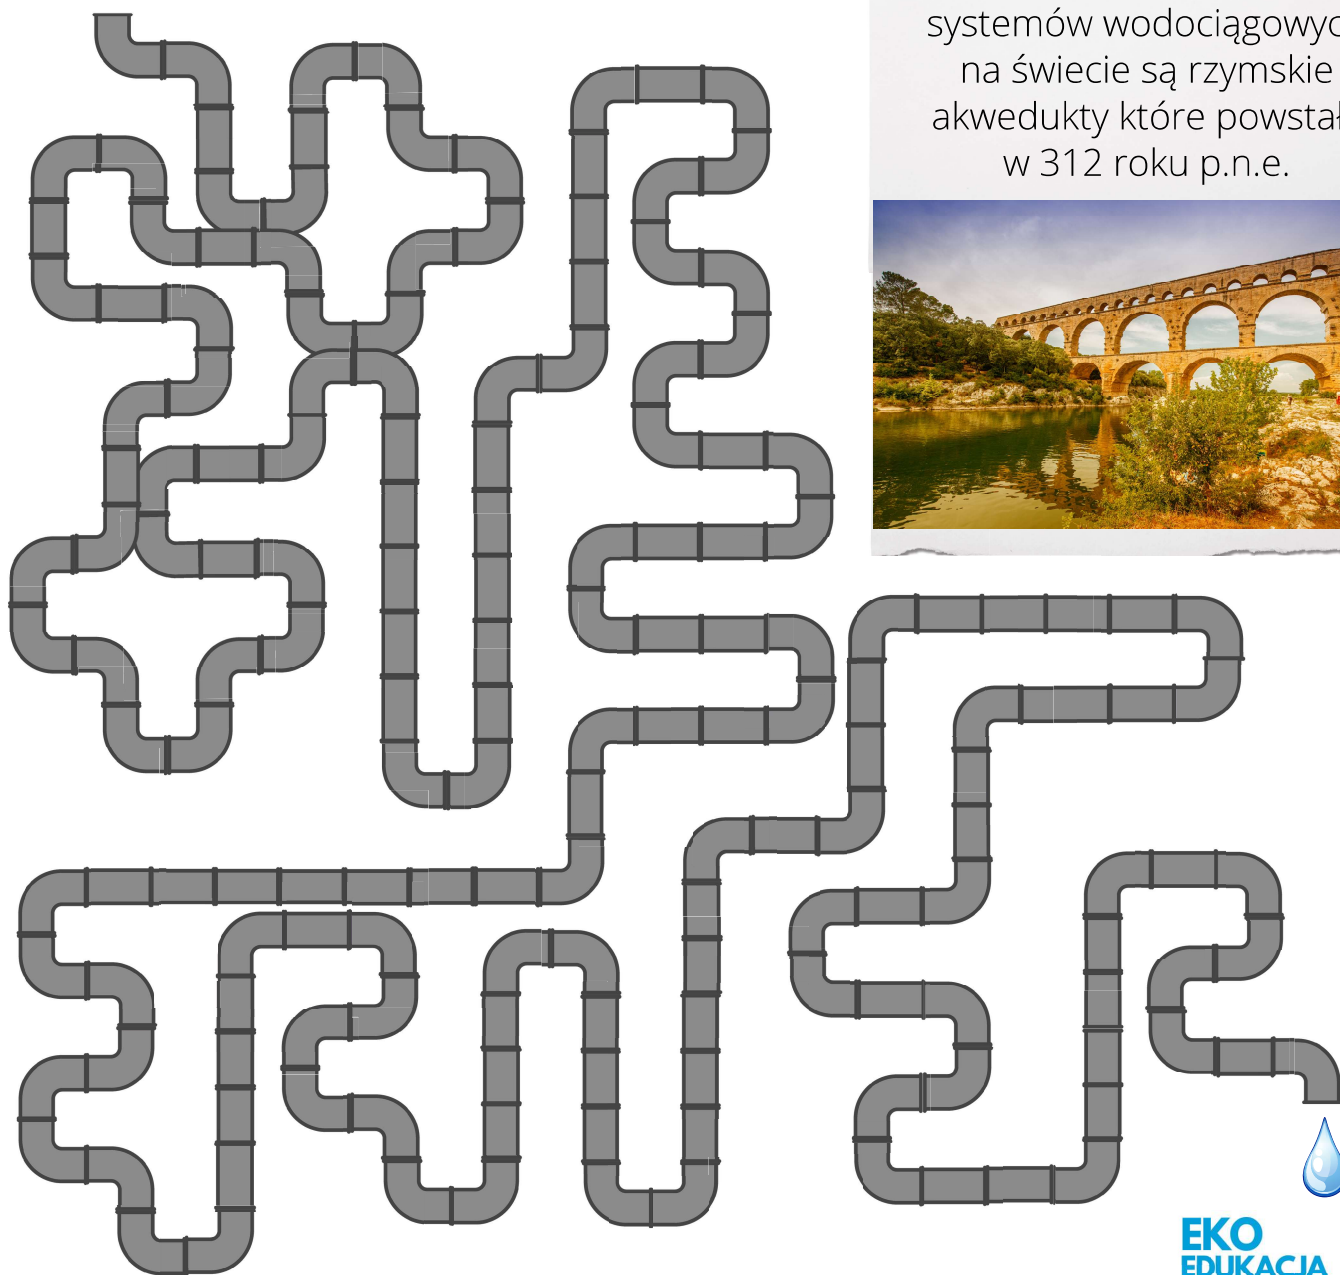 systemów wodociągowyc
na świecie są rzymskie
akwedukty które powstał
w 312 roku p.n.e.
EKO
EDUKACJA